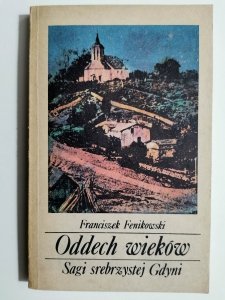 Franciszek Fenikowski
Oddech wieków
Sagi srebrzystej Gdyni